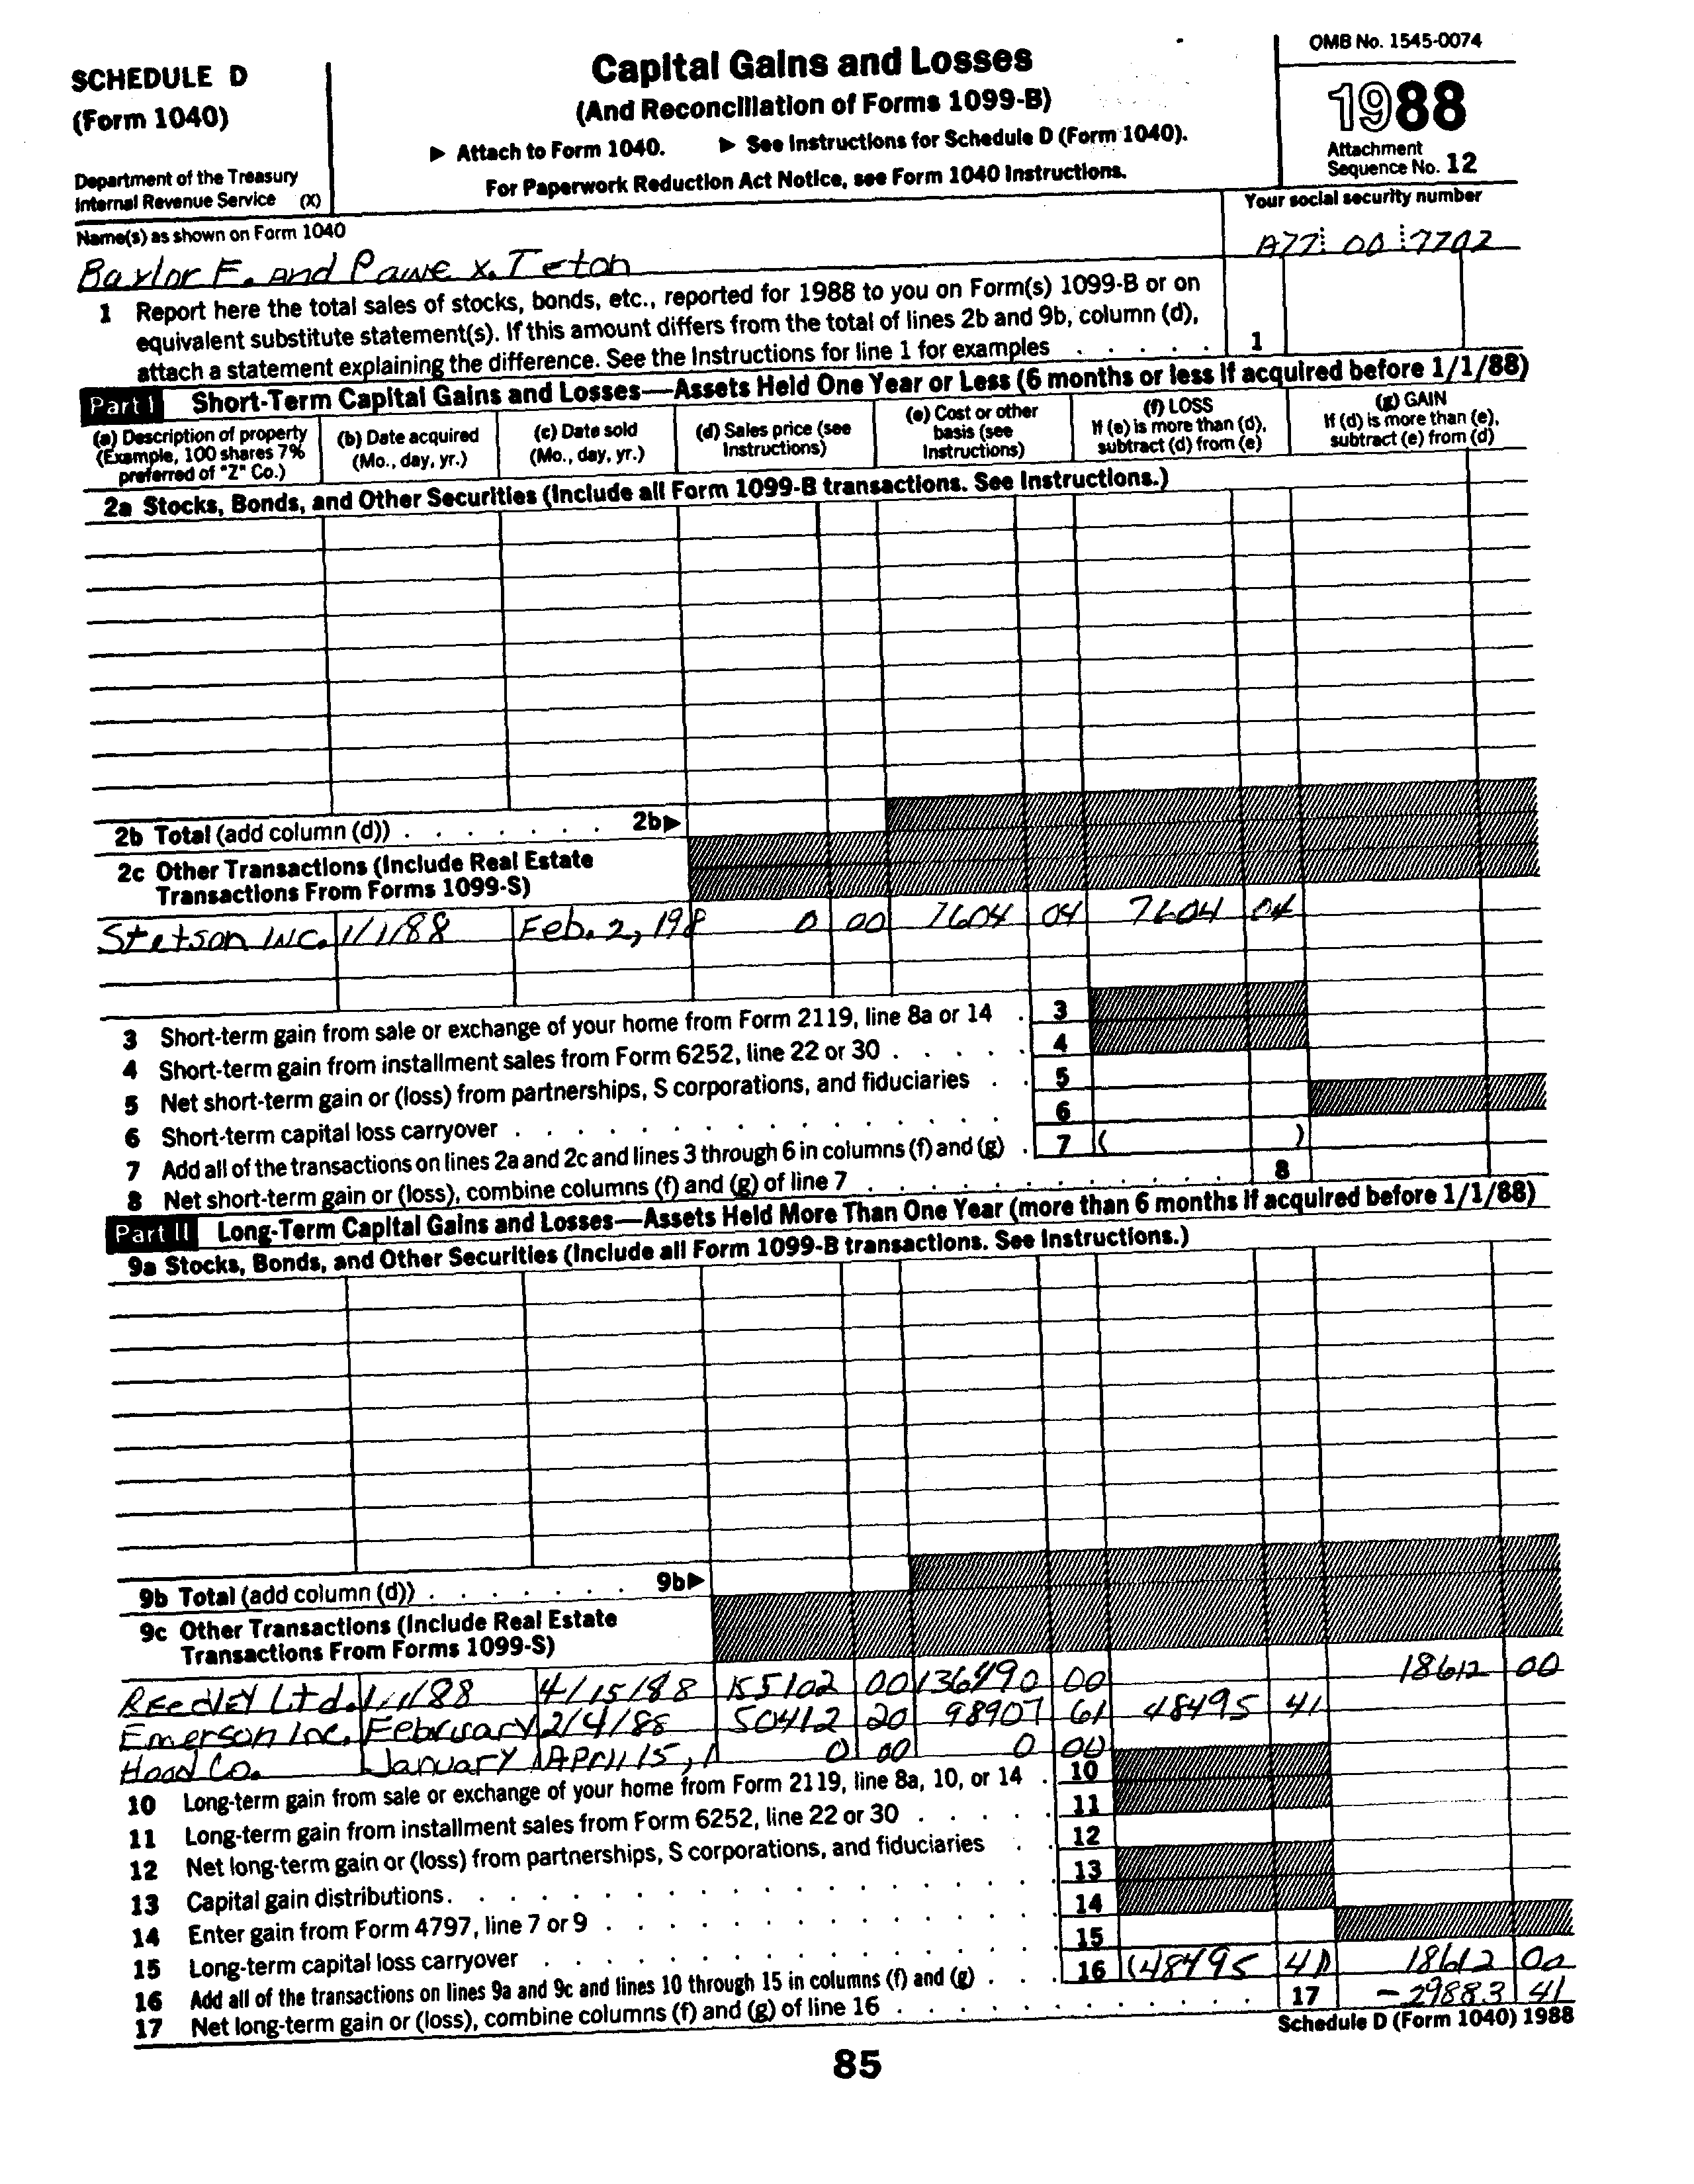 SCHEDULE D
(Form 1040)
Department of the Treasury
Internal Revenue Service (X)
Capital Gains and Losses
(And Reconciliation of Forms 1099-B)
▶ Attach to Form 1040. ▶ See Instructions for Schedule D (Form 1040).
For Paperwork Reduction Act Notice, see Form 1040 Instructions.
OMB No. 1545-0074
1988
Attachment
Sequence No. 12
Name(s) as shown on Form 1040
Your social security number
Baylor F. and Pawe X. Teton
A77 00 7702
1 Report here the total sales of stocks, bonds, etc., reported for 1988 to you on Form(s) 1099-B or on
equivalent substitute statement(s). If this amount differs from the total of lines 2b and 9b, column (d),
attach a statement explaining the difference. See the Instructions for line 1 for examples . . . . . 1
Part I Short-Term Capital Gains and Losses—Assets Held One Year or Less (6 months or less if acquired before 1/1/88)
(a) Description of property
(Example, 100 shares 7%
preferred of "Z" Co.)
(b) Date acquired
(Mo., day, yr.)
(c) Date sold
(Mo., day, yr.)
(d) Sales price (see
Instructions)
(e) Cost or other
basis (see
Instructions)
(f) LOSS
If (e) is more than (d),
subtract (d) from (e)
(g) GAIN
If (d) is more than (e),
subtract (e) from (d)
2a Stocks, Bonds, and Other Securities (Include all Form 1099-B transactions. See Instructions.)
2b Total (add column (d)) . . . . . . . 2b▶
2c Other Transactions (Include Real Estate
Transactions From Forms 1099-S)
Stetson INC. 1/1/88 Feb. 2, 198 0 00 7604 04 7604 04
3 Short-term gain from sale or exchange of your home from Form 2119, line 8a or 14 . 3
4 Short-term gain from installment sales from Form 6252, line 22 or 30 . . . . . 4
5 Net short-term gain or (loss) from partnerships, S corporations, and fiduciaries . . 5
6 Short-term capital loss carryover . . . . . . . . . . . . . . . 6
7 Add all of the transactions on lines 2a and 2c and lines 3 through 6 in columns (f) and (g) . 7 ( )
8 Net short-term gain or (loss), combine columns (f) and (g) of line 7 . . . . . . . . . . . . 8
Part II Long-Term Capital Gains and Losses—Assets Held More Than One Year (more than 6 months if acquired before 1/1/88)
9a Stocks, Bonds, and Other Securities (Include all Form 1099-B transactions. See Instructions.)
9b Total (add column (d)) . . . . . . . 9b▶
9c Other Transactions (Include Real Estate
Transactions From Forms 1099-S)
REedlEY Ltd. 1/1/88 4/15/88 155102 00 136490 00 18612 00
Emerson Inc. February 2/4/88 50412 20 98907 61 48495 41
Hood Co. January 1 APril 15, 1 0 00 0 00
10 Long-term gain from sale or exchange of your home from Form 2119, line 8a, 10, or 14 . 10
11 Long-term gain from installment sales from Form 6252, line 22 or 30 . . . . . 11
12 Net long-term gain or (loss) from partnerships, S corporations, and fiduciaries . . 12
13 Capital gain distributions . . . . . . . . . . . . . . . . . 13
14 Enter gain from Form 4797, line 7 or 9 . . . . . . . . . . . . 14
15 Long-term capital loss carryover . . . . . . . . . . . . . . 15
16 Add all of the transactions on lines 9a and 9c and lines 10 through 15 in columns (f) and (g) . . . 16 (48495 41) 18612 00
17 Net long-term gain or (loss), combine columns (f) and (g) of line 16 . . . . . . . . . . . . 17 -29883 41
Schedule D (Form 1040) 1988
85